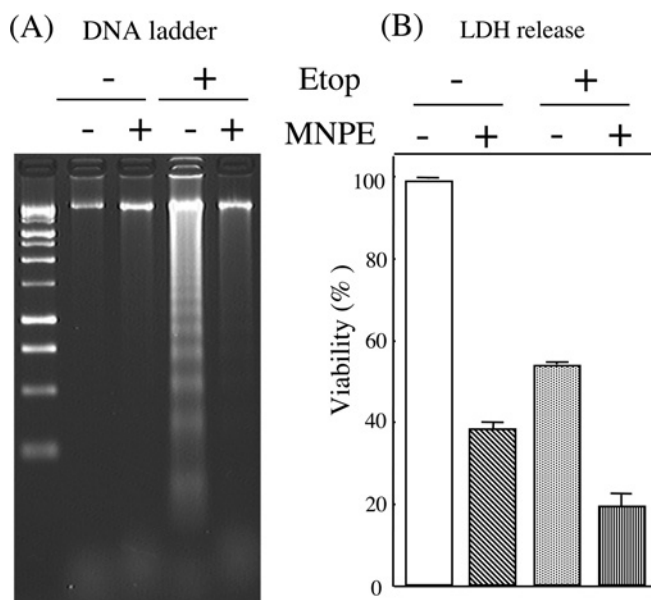 (A) DNA ladder
- +
- + - +
Etop
MNPE
(B) LDH release
- +
- + - +
Viability (%)
100
80
60
40
20
0